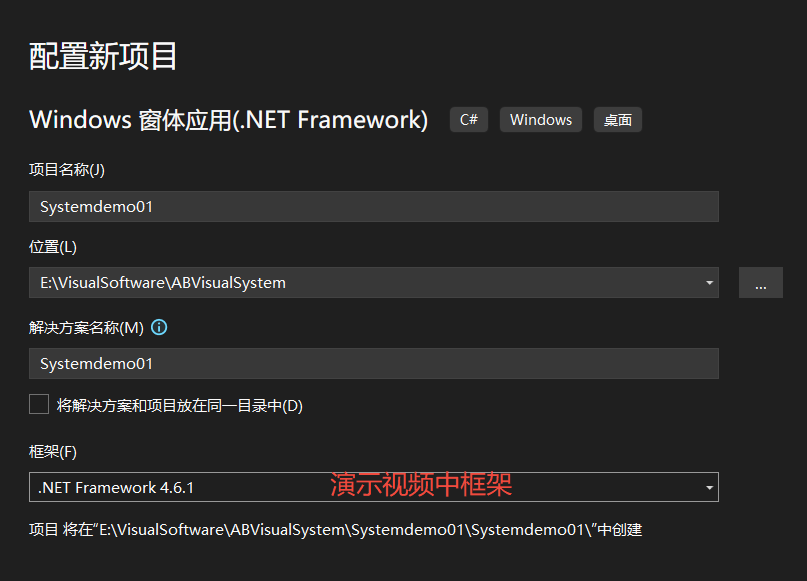 配置新项目
Windows 窗体应用(.NET Framework) C# Windows 桌面
项目名称(J)
Systemdemo01
位置(L)
E:\VisualSoftware\ABVisualSystem ...
解决方案名称(M)
Systemdemo01
将解决方案和项目放在同一目录中(D)
框架(F)
.NET Framework 4.6.1 演示视频中框架
项目 将在“E:\VisualSoftware\ABVisualSystem\Systemdemo01\Systemdemo01\”中创建